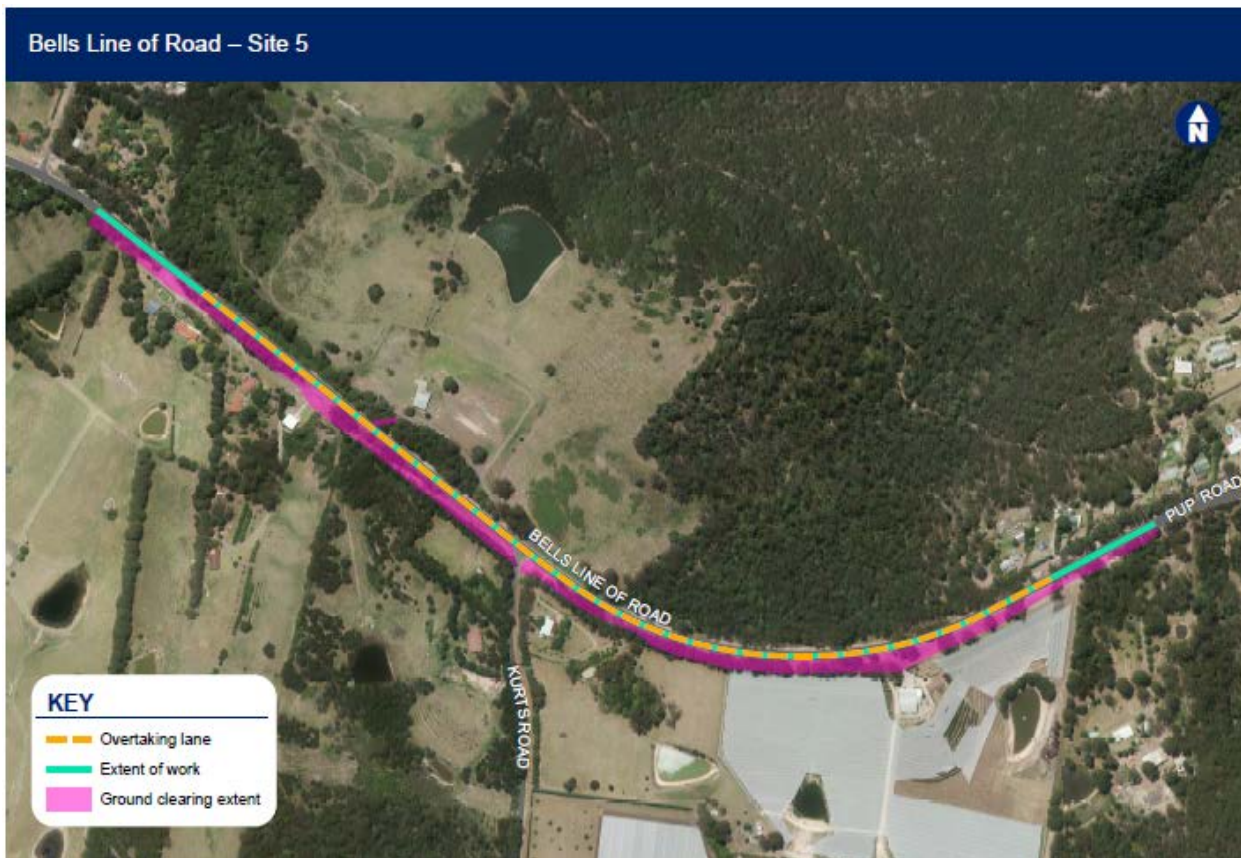 Bells Line of Road – Site 5
N
PUP ROAD
BELLS LINE OF ROAD
KURTS ROAD
KEY
Overtaking lane
Extent of work
Ground clearing extent